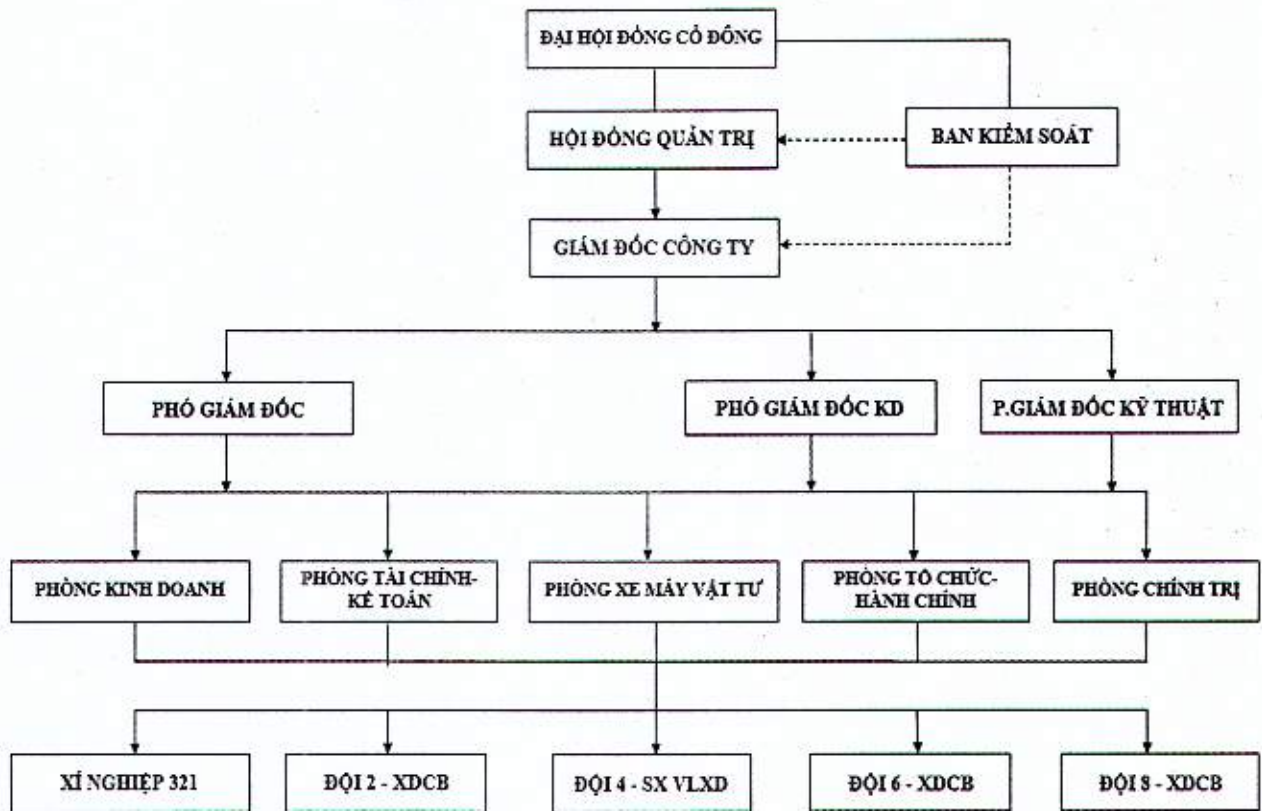 ĐẠI HỘI ĐỒNG CỔ ĐÔNG
HỘI ĐỒNG QUẢN TRỊ
BAN KIỂM SOÁT
GIÁM ĐỐC CÔNG TY
PHÓ GIÁM ĐỐC
PHÓ GIÁM ĐỐC KD
P.GIÁM ĐỐC KỸ THUẬT
PHÒNG KINH DOANH
PHÒNG TÀI CHÍNH-
KẾ TOÁN
PHÒNG XE MÁY VẬT TƯ
PHÒNG TỔ CHỨC-
HÀNH CHÍNH
PHÒNG CHÍNH TRỊ
XÍ NGHIỆP 321
ĐỘI 2 - XDCB
ĐỘI 4 - SX VLXD
ĐỘI 6 - XDCB
ĐỘI 8 - XDCB